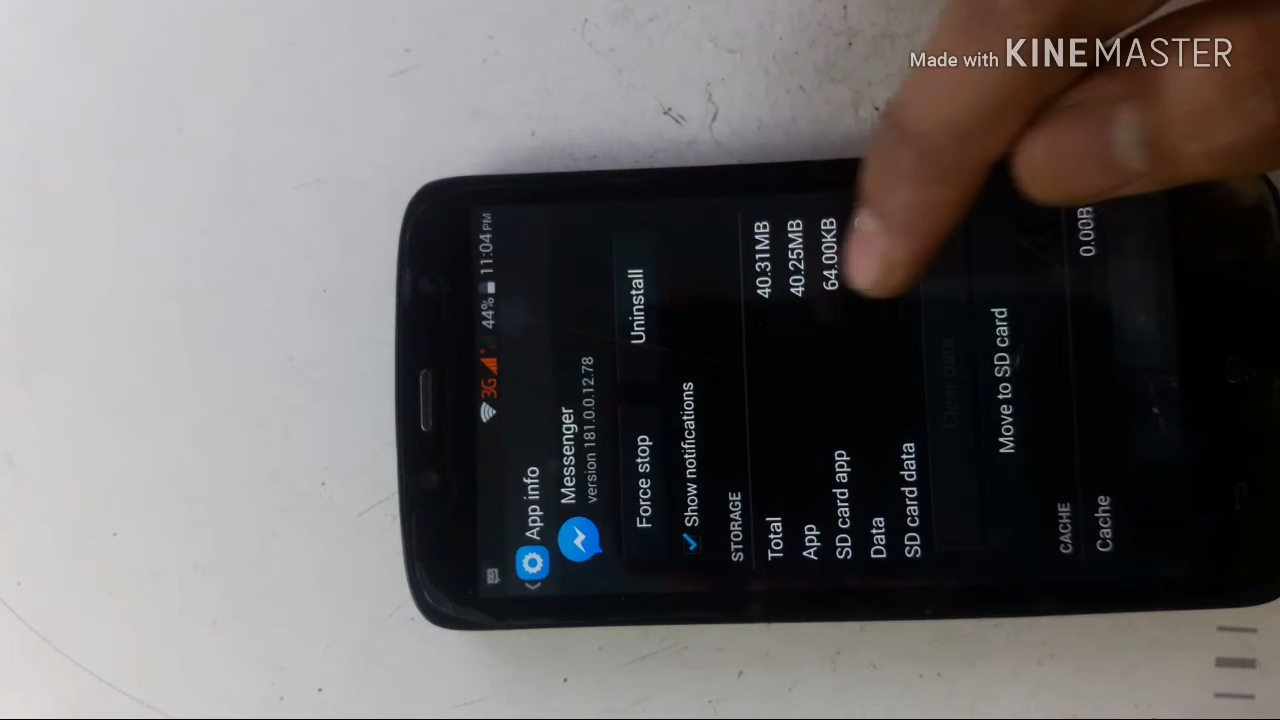 Made with KINEMASTER
3G 44% 11:04 PM
App info
Messenger
version 181.0.0.12.78
Force stop Uninstall
Show notifications
STORAGE
Total 40.31MB
App 40.25MB
SD card app 64.00KB
Data
SD card data
Clear data
Move to SD card
CACHE
Cache 0.00B